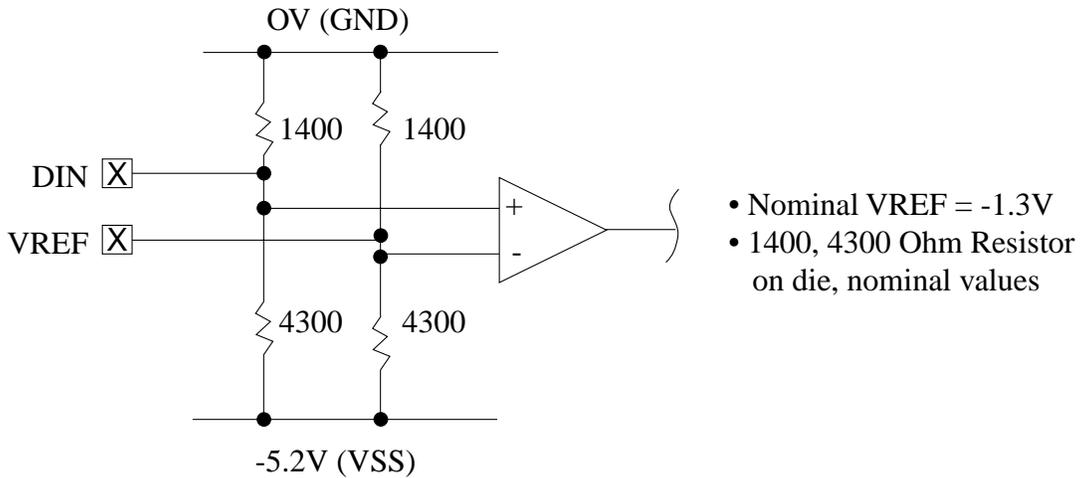 OV (GND)
1400 1400
DIN X
+
VREF X
-
4300 4300
-5.2V (VSS)
• Nominal VREF = -1.3V
• 1400, 4300 Ohm Resistor
on die, nominal values